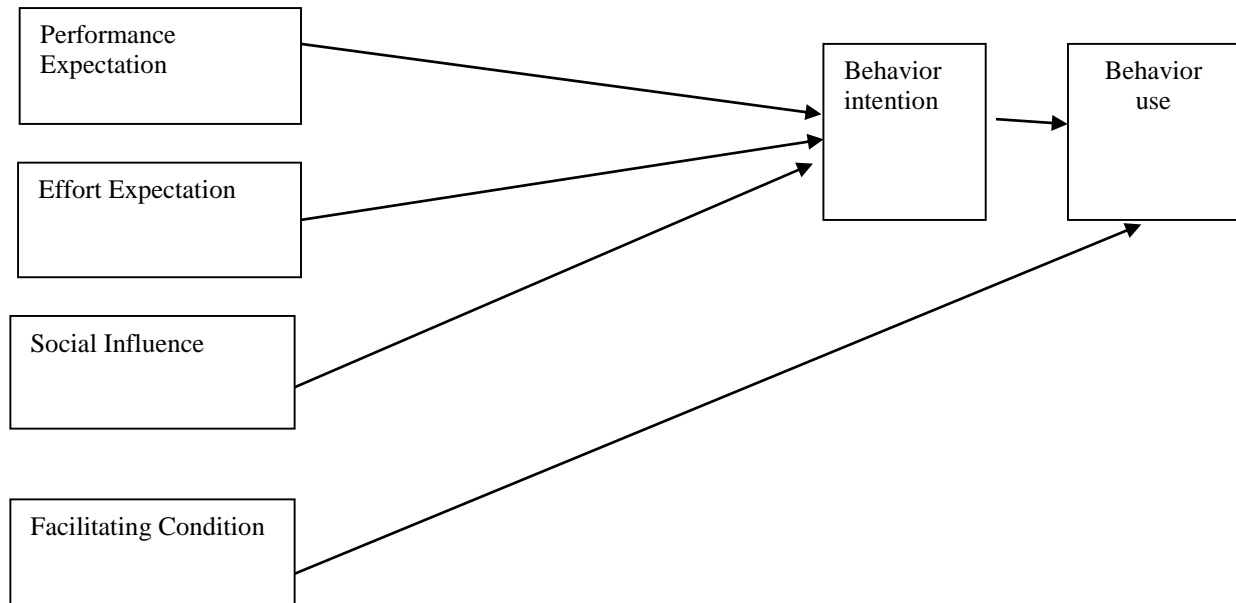 Performance
Expectation
Behavior
intention
Behavior
use
Effort Expectation
Social Influence
Facilitating Condition